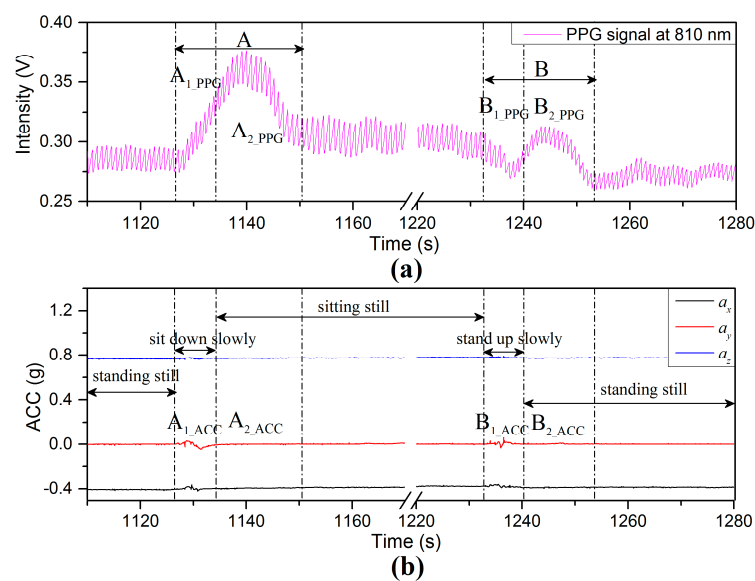 A
PPG signal at 810 nm
0.40
0.35
0.30
0.25
Intensity (V)
A1_PPG
Λ2_PPG
B
B1_PPG
B2_PPG
1120 1140 1160 1170 1220 1240 1260 1280
Time (s)
(a)
1.2
0.8
0.4
0.0
-0.4
ACC (g)
ax
ay
az
sitting still
sit down slowly
stand up slowly
standing still
standing still
A1_ACC
A2_ACC
B1_ACC
B2_ACC
1120 1140 1160 1220 1240 1260 1280
Time (s)
(b)